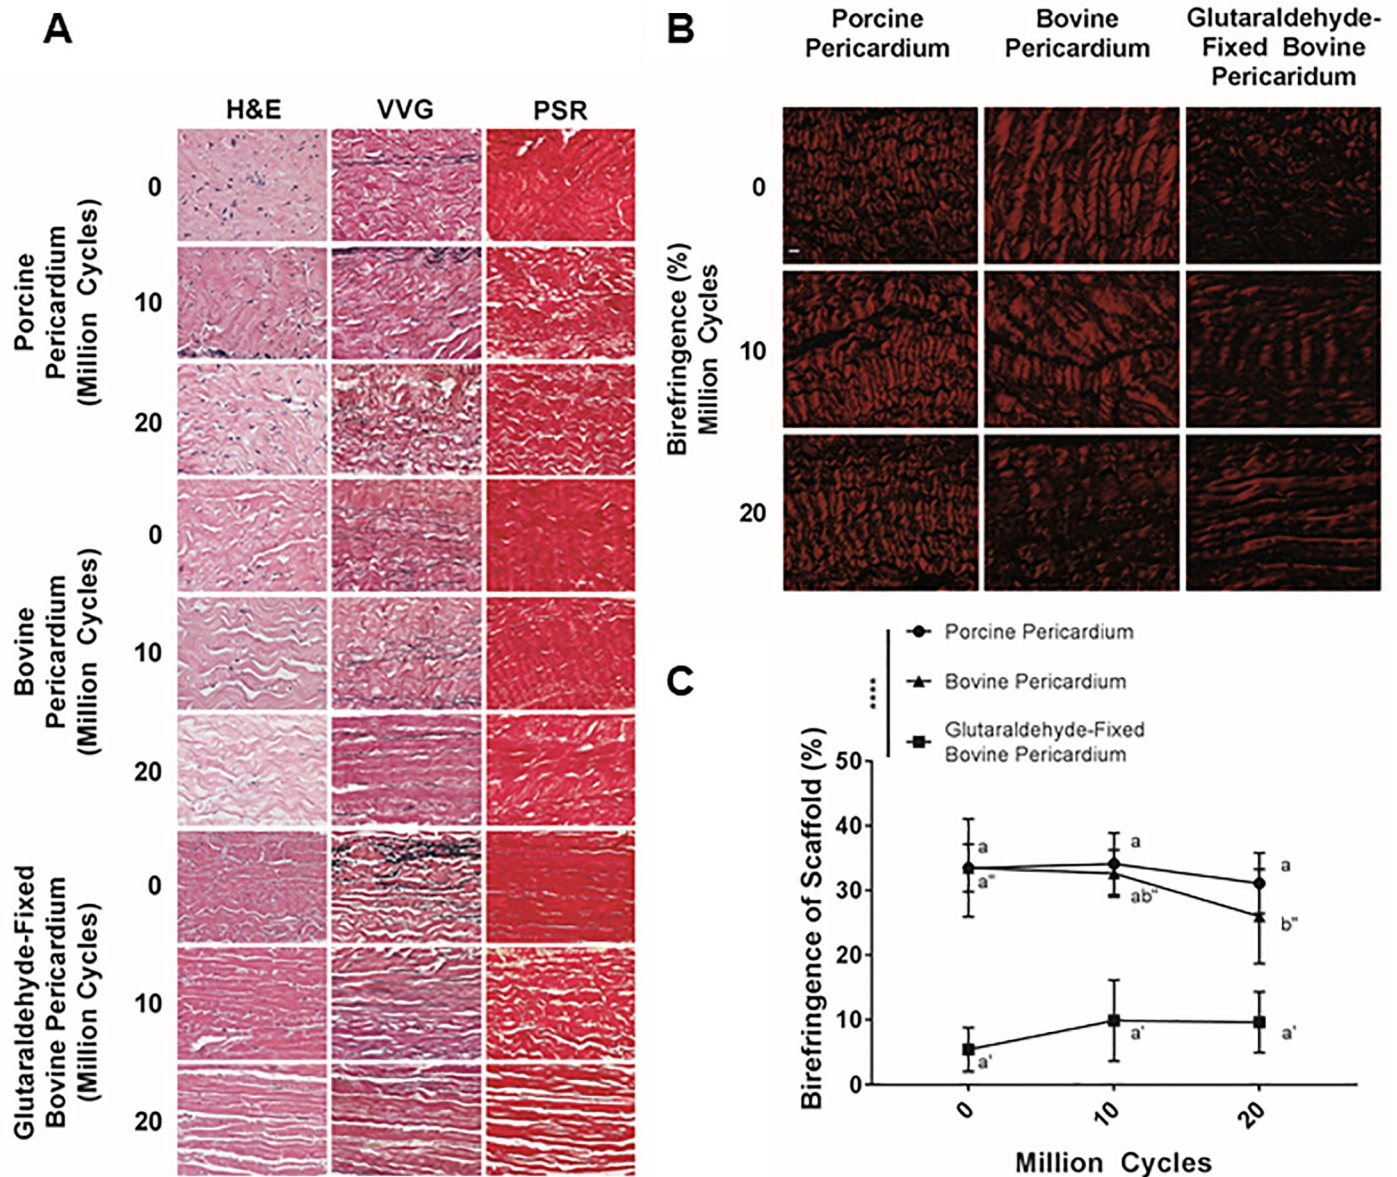 A
H&E VVG PSR
Porcine
Pericardium
(Million Cycles)
0
10
20
Bovine
Pericardium
(Million Cycles)
0
10
20
Glutaraldehyde-Fixed
Bovine Pericardium
(Million Cycles)
0
10
20
B
Porcine
Pericardium
Bovine
Pericardium
Glutaraldehyde-
Fixed Bovine
Pericaridum
Birefringence (%)
Million Cycles
0
10
20
C
****
Porcine Pericardium
Bovine Pericardium
Glutaraldehyde-Fixed
Bovine Pericardium
Birefringence of Scaffold (%)
50
40
30
20
10
0
a
a
a
a"
ab"
b"
a'
a'
a'
0
10
20
Million Cycles